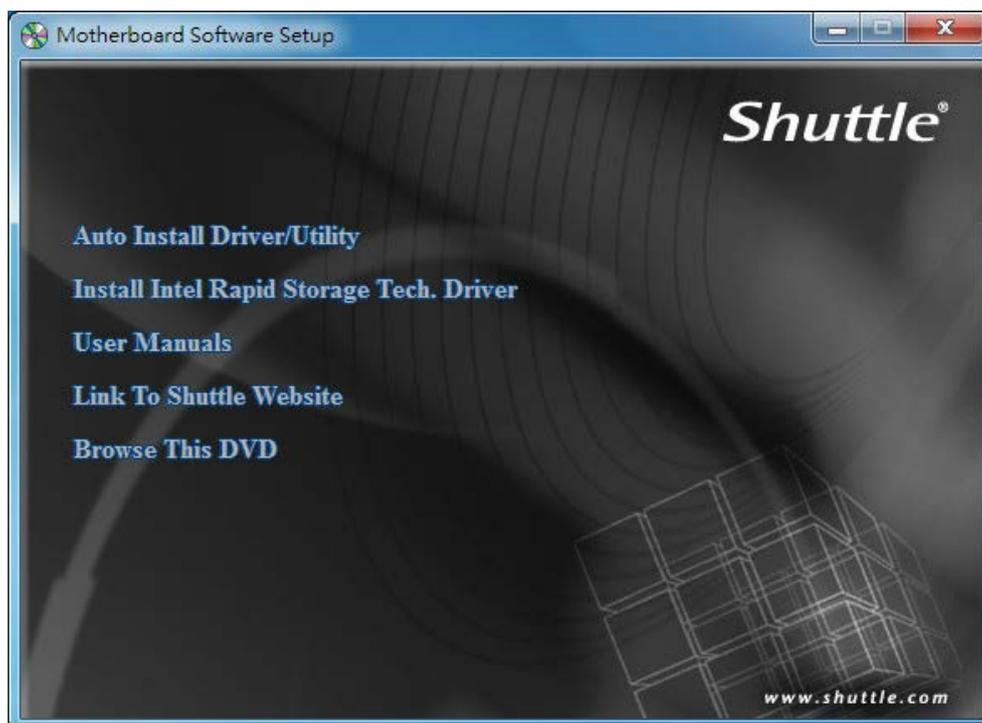 Motherboard Software Setup
Shuttle®
Auto Install Driver/Utility
Install Intel Rapid Storage Tech. Driver
User Manuals
Link To Shuttle Website
Browse This DVD
www.shuttle.com